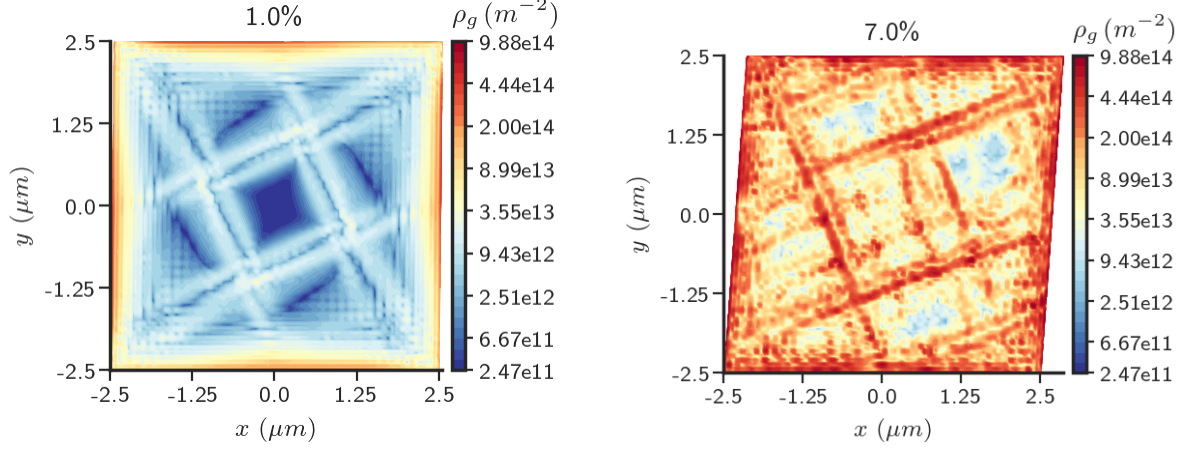 1.0%
ρ_g (m^{-2})
2.5
1.25
0.0
-1.25
-2.5
y (μm)
-2.5 -1.25 0.0 1.25 2.5
x (μm)
9.88e14
4.44e14
2.00e14
8.99e13
3.55e13
9.43e12
2.51e12
6.67e11
2.47e11
7.0%
ρ_g (m^{-2})
2.5
1.25
0.0
-1.25
-2.5
y (μm)
-2.5 -1.25 0.0 1.25 2.5
x (μm)
9.88e14
4.44e14
2.00e14
8.99e13
3.55e13
9.43e12
2.51e12
6.67e11
2.47e11